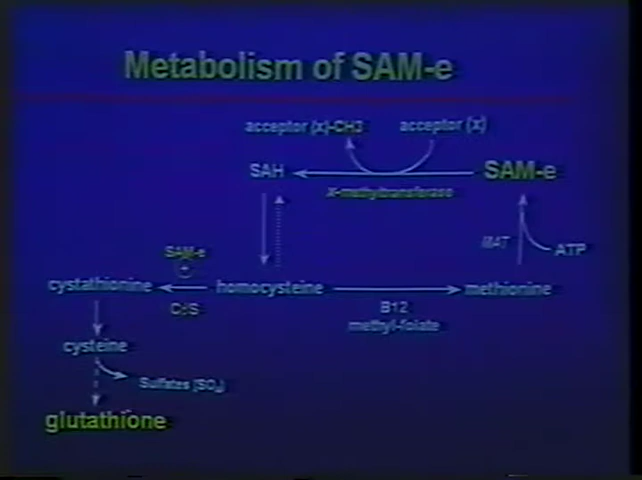 Metabolism of SAM-e
acceptor (x)-CH3 acceptor (x)
SAH SAM-e
X-methyltransferase
MAT ATP
SAM-e
+
cystathionine homocysteine methionine
B12
methyl-folate
cysteine
Sulfates (SO₄)
glutathione